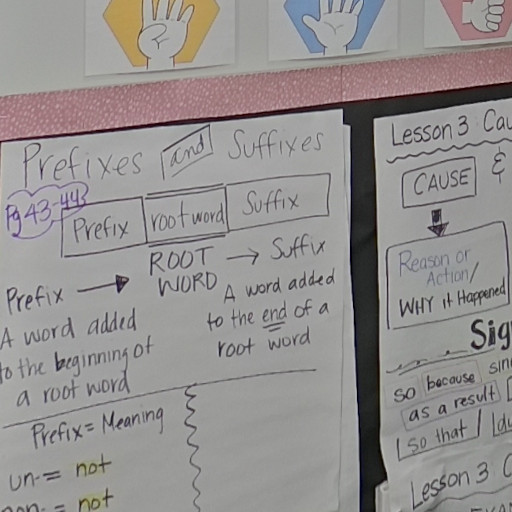 Prefixes and Suffixes
Pg 43-44
Prefix root word Suffix
Prefix → ROOT WORD → Suffix
A word added
to the beginning of
a root word
A word added
to the end of a
root word
Prefix = Meaning
un- = not
non- = not
Lesson 3 Cau
CAUSE &
Reason or
Action/
WHY it Happened
Sig
so because sin
as a result
so that du
Lesson 3 C